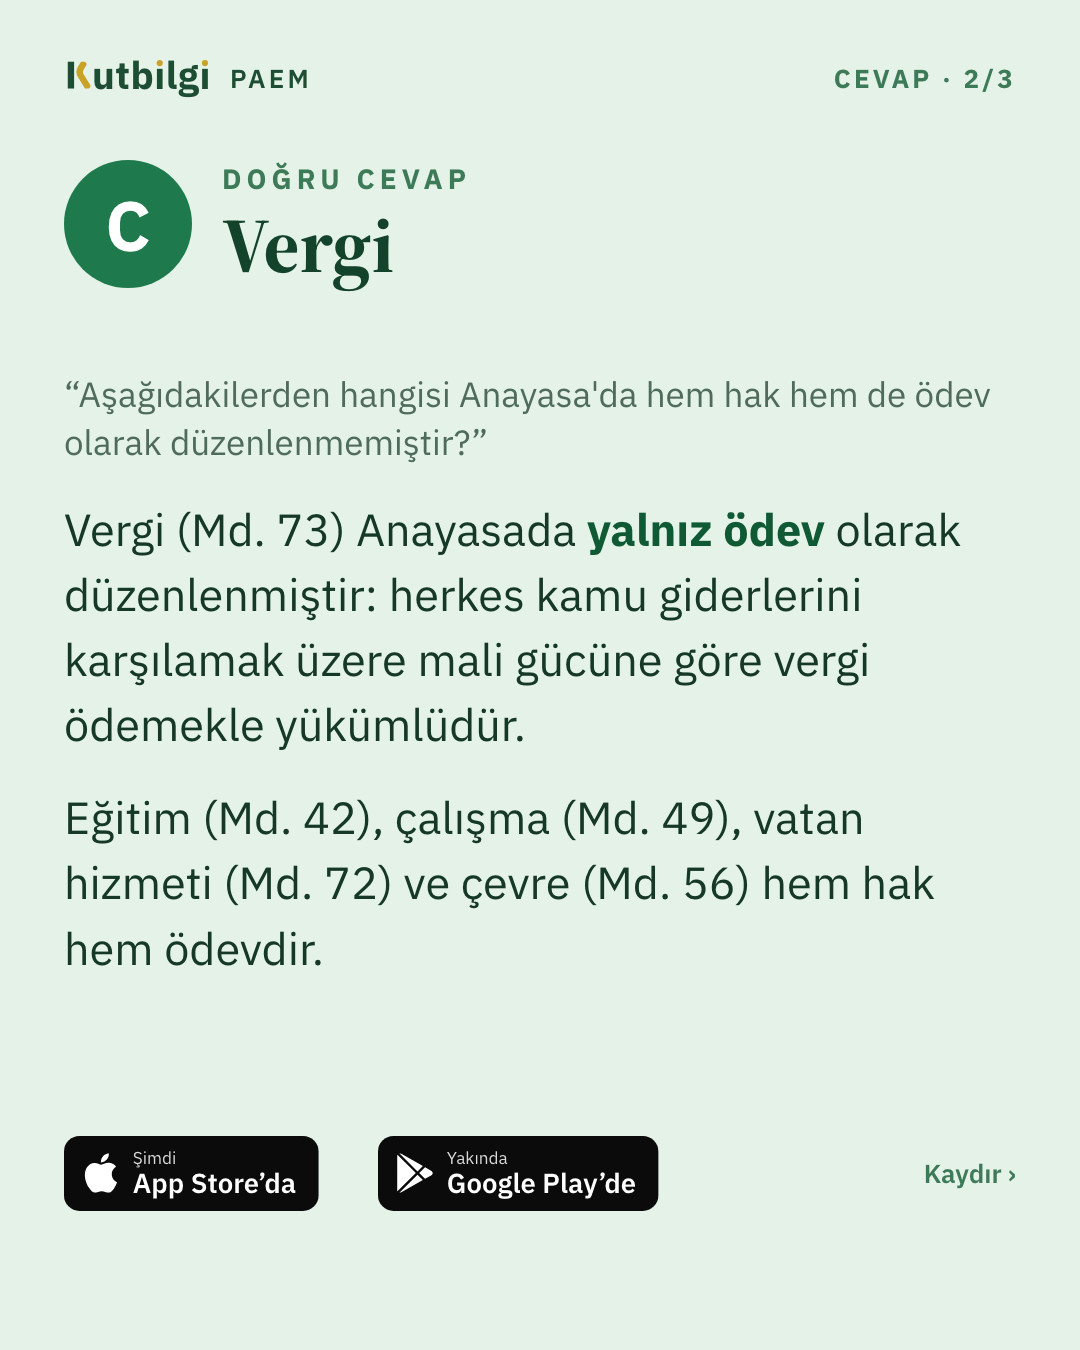 Kutbilgi PAEM
CEVAP · 2/3
C
DOĞRU CEVAP
Vergi
“Aşağıdakilerden hangisi Anayasa'da hem hak hem de ödev
olarak düzenlenmemiştir?”
Vergi (Md. 73) Anayasada yalnız ödev olarak
düzenlenmiştir: herkes kamu giderlerini
karşılamak üzere mali gücüne göre vergi
ödemekle yükümlüdür.
Eğitim (Md. 42), çalışma (Md. 49), vatan
hizmeti (Md. 72) ve çevre (Md. 56) hem hak
hem ödevdir.
Şimdi
App Store’da
Yakında
Google Play’de
Kaydır ›